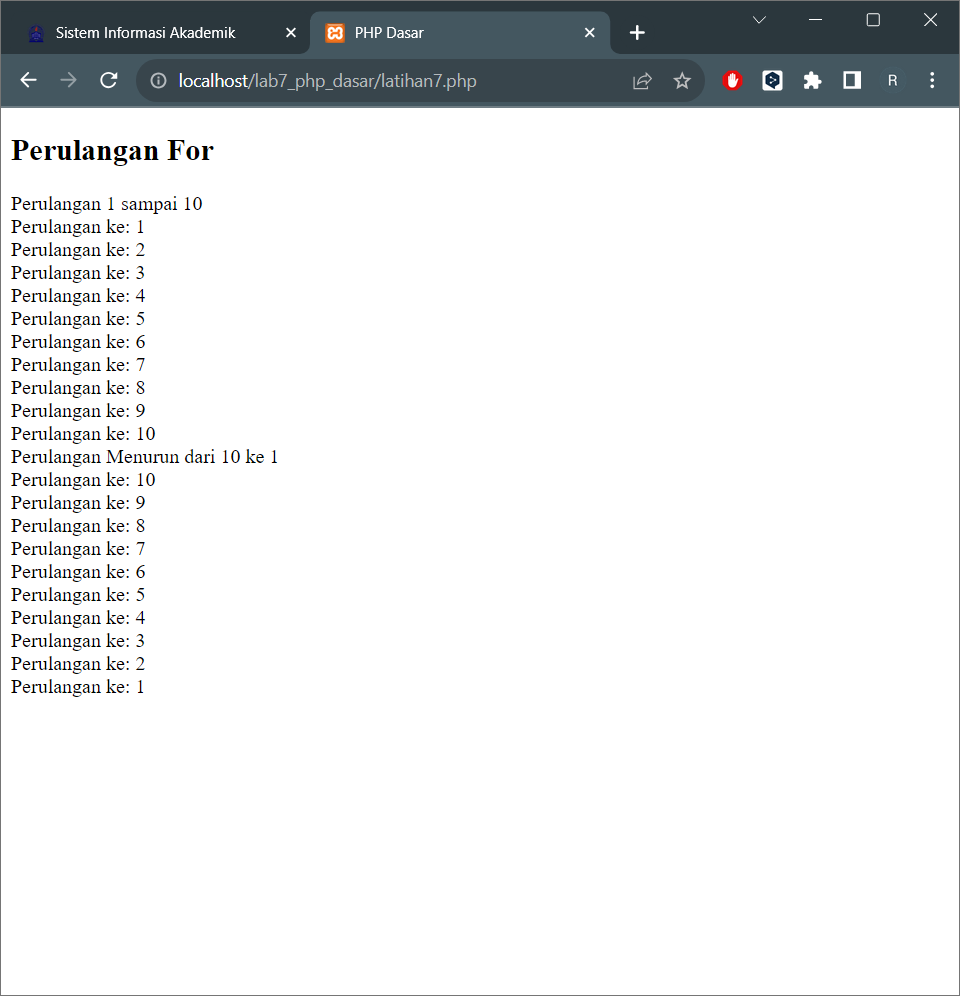 Sistem Informasi Akademik
PHP Dasar
localhost/lab7_php_dasar/latihan7.php
R
Perulangan For
Perulangan 1 sampai 10
Perulangan ke: 1
Perulangan ke: 2
Perulangan ke: 3
Perulangan ke: 4
Perulangan ke: 5
Perulangan ke: 6
Perulangan ke: 7
Perulangan ke: 8
Perulangan ke: 9
Perulangan ke: 10
Perulangan Menurun dari 10 ke 1
Perulangan ke: 10
Perulangan ke: 9
Perulangan ke: 8
Perulangan ke: 7
Perulangan ke: 6
Perulangan ke: 5
Perulangan ke: 4
Perulangan ke: 3
Perulangan ke: 2
Perulangan ke: 1